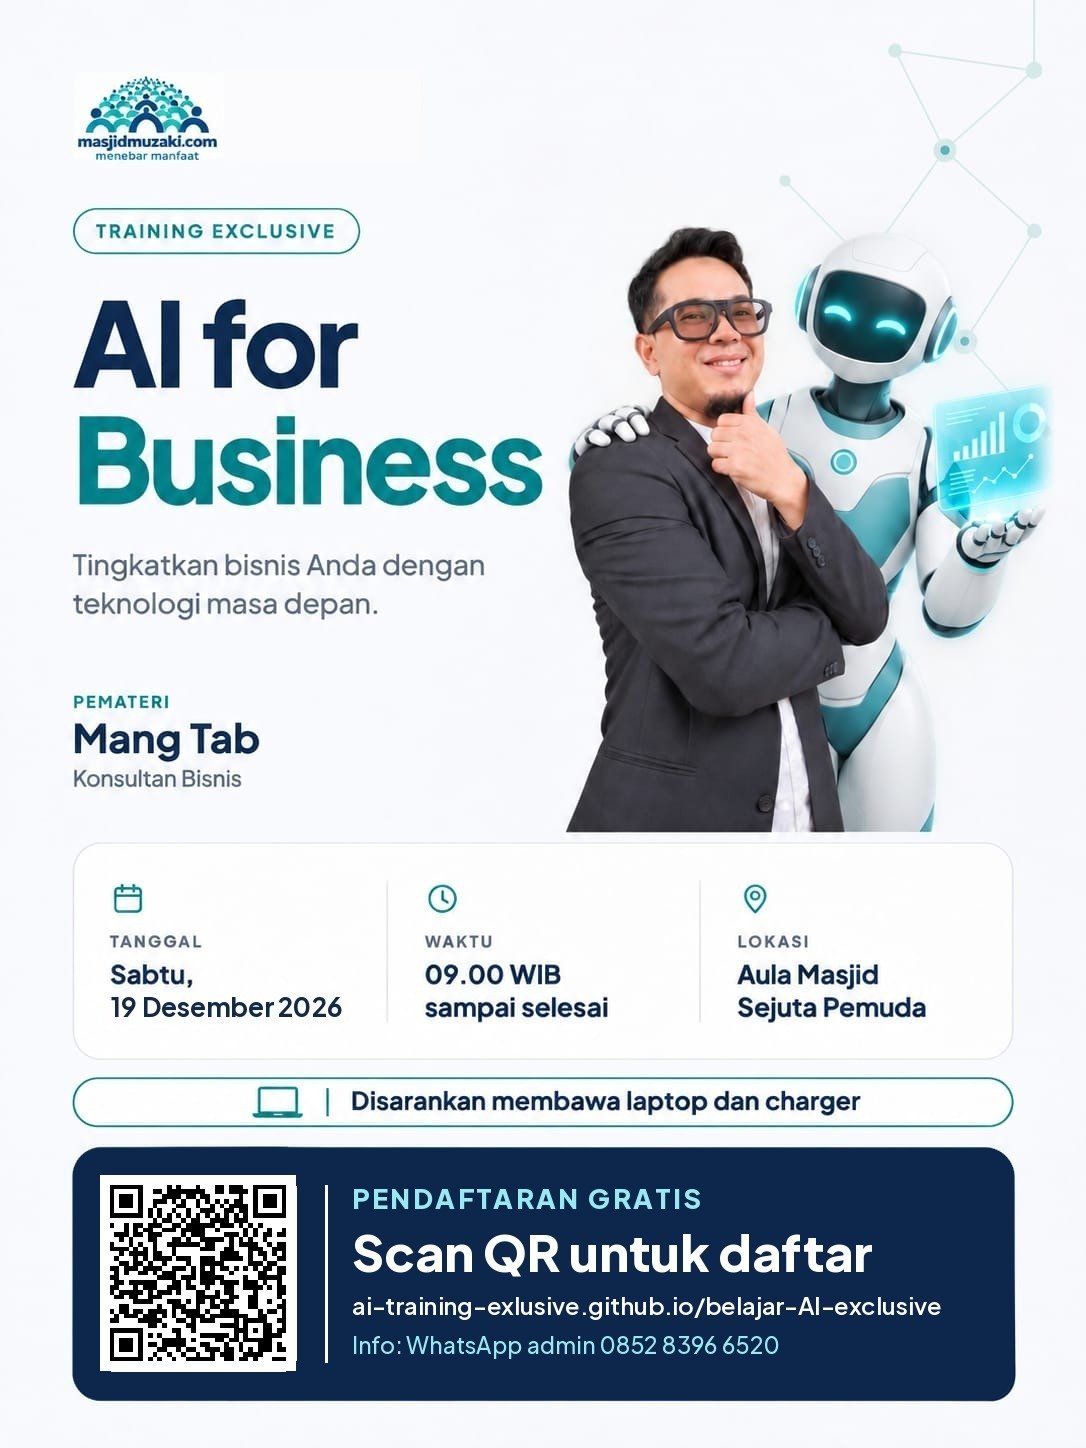 masjidmuzaki.com
menebar manfaat
TRAINING EXCLUSIVE
AI for
Business
Tingkatkan bisnis Anda dengan
teknologi masa depan.
PEMATERI
Mang Tab
Konsultan Bisnis
TANGGAL
Sabtu,
19 Desember 2026
WAKTU
09.00 WIB
sampai selesai
LOKASI
Aula Masjid
Sejuta Pemuda
Disarankan membawa laptop dan charger
PENDAFTARAN GRATIS
Scan QR untuk daftar
ai-training-exlusive.github.io/belajar-AI-exclusive
Info: WhatsApp admin 0852 8396 6520